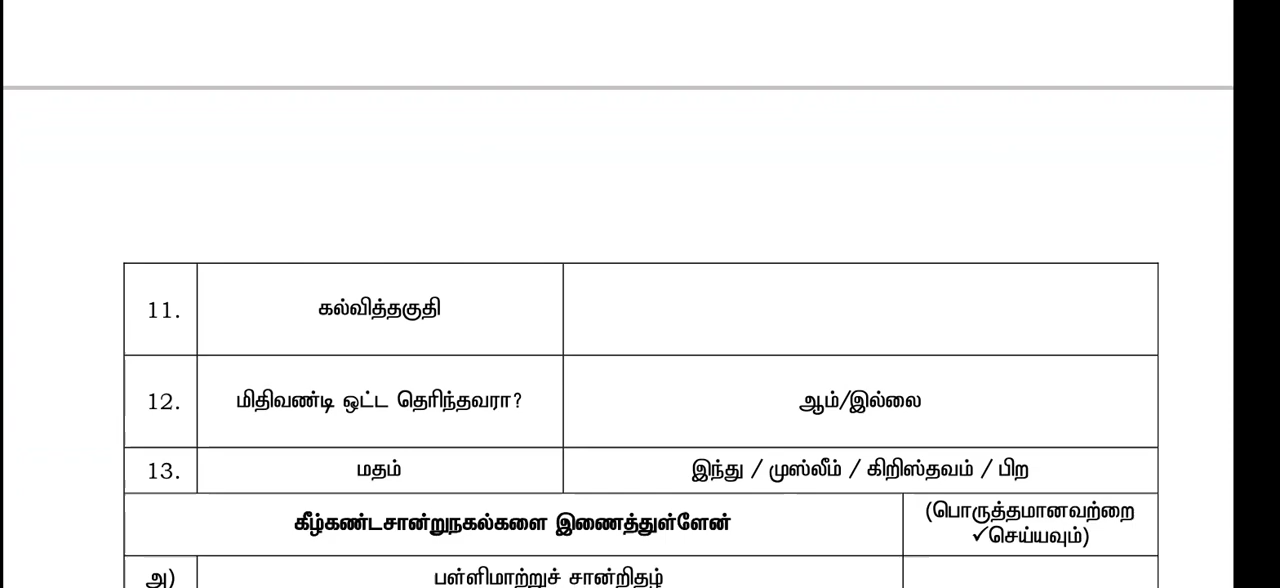 11. கல்வித்தகுதி
12. மிதிவண்டி ஒட்ட தெரிந்தவரா? ஆம்/இல்லை
13. மதம் இந்து / முஸ்லீம் / கிறிஸ்தவம் / பிற
கீழ்கண்டசான்றுநகல்களை இணைத்துள்ளேன் (பொருத்தமானவற்றை
✓செய்யவும்)
அ) பள்ளிமாற்றுச் சான்றிதழ்